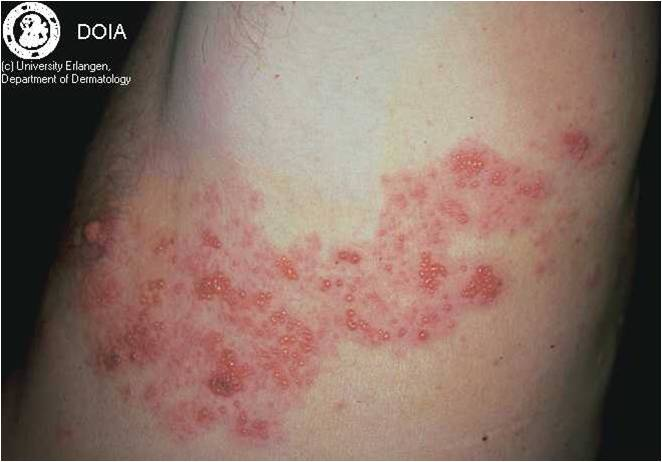 DOIA
(c) University Erlangen,
Department of Dermatology